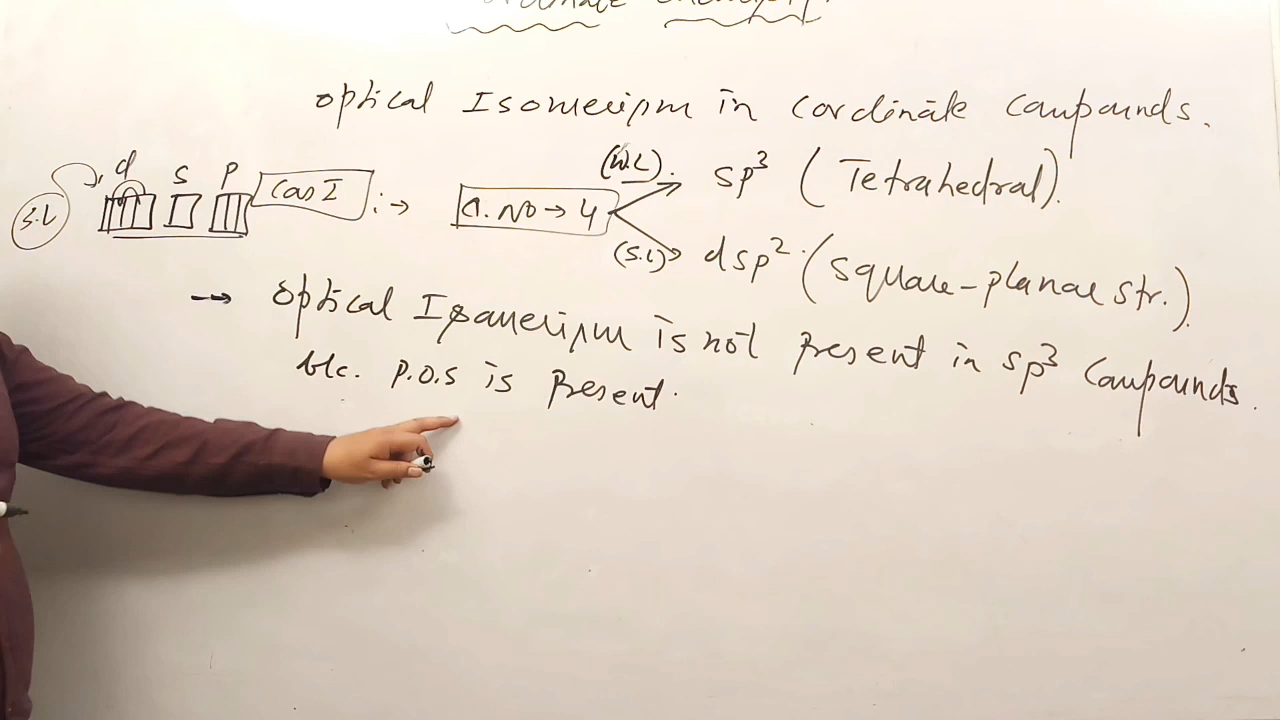 optical Isomerism in cordinate compounds.
d s p
S.L
Cas I :→ C. No → 4
(W.L). sp³ (Tetrahedral).
(S.L) dsp². (square-planar str.).
→ optical Isomerism is not present in sp³ compounds.
b/c. P.O.S is Present.